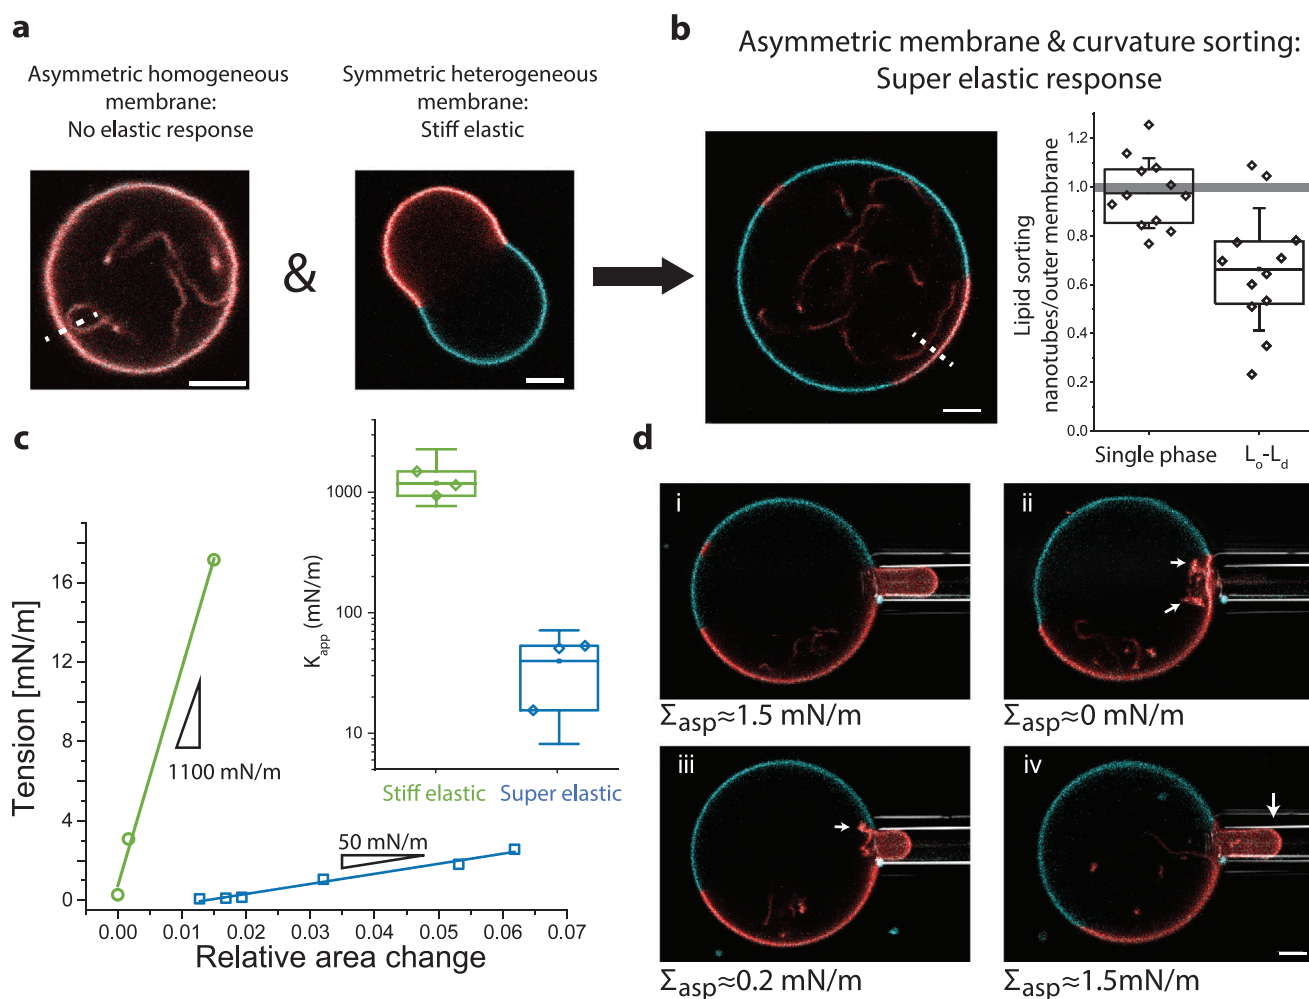 a
Asymmetric homogeneous
membrane:
No elastic response
Symmetric heterogeneous
membrane:
Stiff elastic
&
b
Asymmetric membrane & curvature sorting:
Super elastic response
Lipid sorting
nanotubes/outer membrane
1.2
1.0
0.8
0.6
0.4
0.2
0.0
Single phase
Lo-Ld
c
Tension [mN/m]
16
12
8
4
0
1100 mN/m
50 mN/m
0.00 0.01 0.02 0.03 0.04 0.05 0.06 0.07
Relative area change
Kapp (mN/m)
1000
100
10
Stiff elastic
Super elastic
d
i
Σasp≈1.5 mN/m
ii
Σasp≈0 mN/m
iii
Σasp≈0.2 mN/m
iv
Σasp≈1.5mN/m